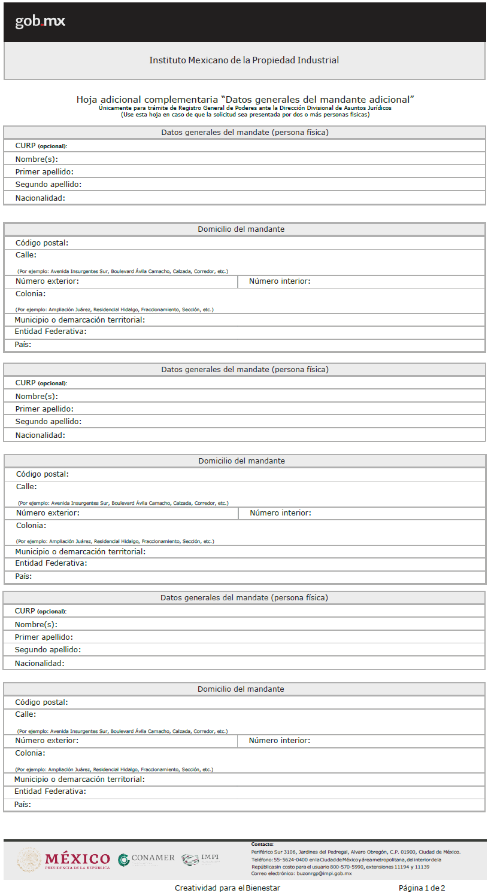 gob.mx
Instituto Mexicano de la Propiedad Industrial
Hoja adicional complementaria “Datos generales del mandante adicional”
Únicamente para trámite de Registro General de Poderes ante la Dirección Divisional de Asuntos Jurídicos
(Use esta hoja en caso de que la solicitud sea presentada por dos o más personas físicas)
Datos generales del mandate (persona física)
CURP (opcional):
Nombre(s):
Primer apellido:
Segundo apellido:
Nacionalidad:
Domicilio del mandante
Código postal:
Calle:
(Por ejemplo: Avenida Insurgentes Sur, Boulevard Ávila Camacho, Calzada, Corredor, etc.)
Número exterior: Número interior:
Colonia:
(Por ejemplo: Ampliación Juárez, Residencial Hidalgo, Fraccionamiento, Sección, etc.)
Municipio o demarcación territorial:
Entidad Federativa:
País:
Datos generales del mandate (persona física)
CURP (opcional):
Nombre(s):
Primer apellido:
Segundo apellido:
Nacionalidad:
Domicilio del mandante
Código postal:
Calle:
(Por ejemplo: Avenida Insurgentes Sur, Boulevard Ávila Camacho, Calzada, Corredor, etc.)
Número exterior: Número interior:
Colonia:
(Por ejemplo: Ampliación Juárez, Residencial Hidalgo, Fraccionamiento, Sección, etc.)
Municipio o demarcación territorial:
Entidad Federativa:
País:
Datos generales del mandate (persona física)
CURP (opcional):
Nombre(s):
Primer apellido:
Segundo apellido:
Nacionalidad:
Domicilio del mandante
Código postal:
Calle:
(Por ejemplo: Avenida Insurgentes Sur, Boulevard Ávila Camacho, Calzada, Corredor, etc.)
Número exterior: Número interior:
Colonia:
(Por ejemplo: Ampliación Juárez, Residencial Hidalgo, Fraccionamiento, Sección, etc.)
Municipio o demarcación territorial:
Entidad Federativa:
País:
MÉXICO
PRESIDENCIA DE LA REPÚBLICA
CONAMER
IMPI
Contacto:
Periférico Sur 3106, Jardines del Pedregal, Álvaro Obregón, C.P. 01900, Ciudad de México.
Teléfono: 55-5624-0400 en la Ciudad de México y área metropolitana, del interior de la
República sin costo para el usuario 800-570-5990, extensiones 11194 y 11139
Correo electrónico: buzonrgp@impi.gob.mx
Creatividad para el Bienestar
Página 1 de 2